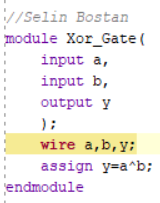 //Selin Bostan
module Xor_Gate(
    input a,
    input b,
    output y
    );
    wire a,b,y;
    assign y=a^b;
endmodule